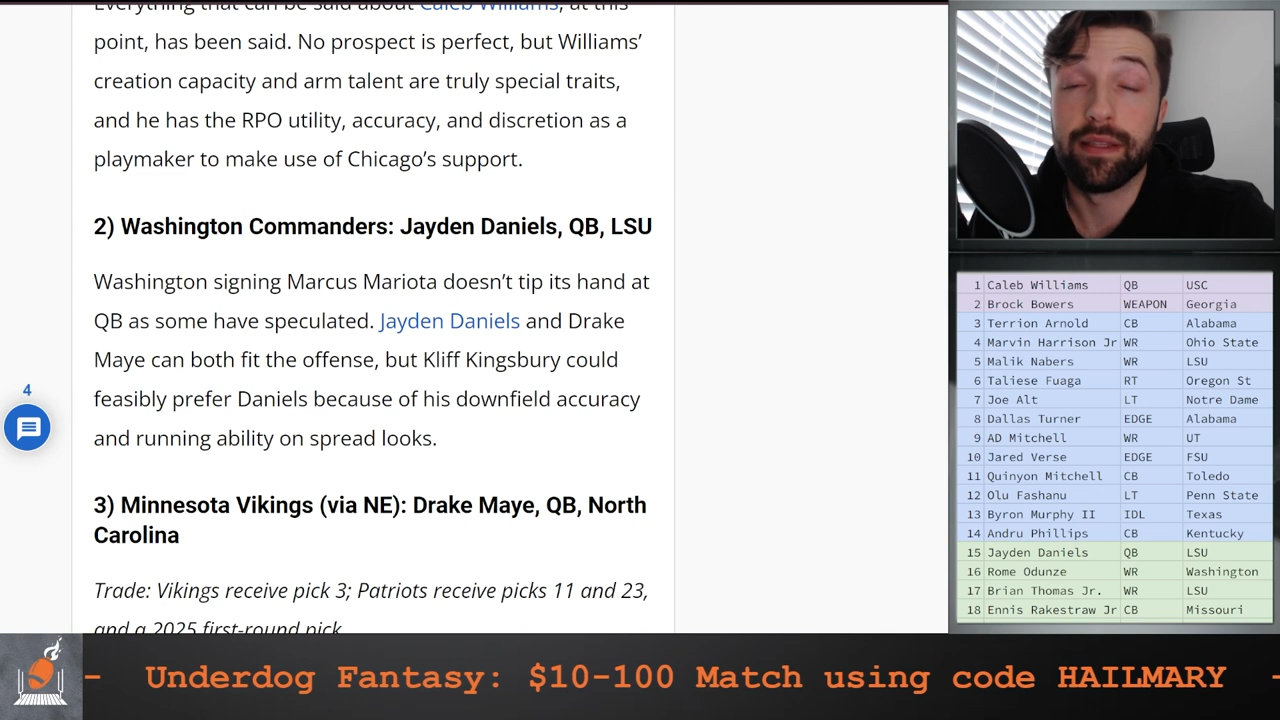 Everything that can be said about Caleb Williams, at this
point, has been said. No prospect is perfect, but Williams’
creation capacity and arm talent are truly special traits,
and he has the RPO utility, accuracy, and discretion as a
playmaker to make use of Chicago’s support.
2) Washington Commanders: Jayden Daniels, QB, LSU
Washington signing Marcus Mariota doesn’t tip its hand at
QB as some have speculated. Jayden Daniels and Drake
Maye can both fit the offense, but Kliff Kingsbury could
feasibly prefer Daniels because of his downfield accuracy
and running ability on spread looks.
3) Minnesota Vikings (via NE): Drake Maye, QB, North
Carolina
Trade: Vikings receive pick 3; Patriots receive picks 11 and 23,
and a 2025 first-round pick
4
1 Caleb Williams QB USC
2 Brock Bowers WEAPON Georgia
3 Terrion Arnold CB Alabama
4 Marvin Harrison Jr WR Ohio State
5 Malik Nabers WR LSU
6 Taliese Fuaga RT Oregon St
7 Joe Alt LT Notre Dame
8 Dallas Turner EDGE Alabama
9 AD Mitchell WR UT
10 Jared Verse EDGE FSU
11 Quinyon Mitchell CB Toledo
12 Olu Fashanu LT Penn State
13 Byron Murphy II IDL Texas
14 Andru Phillips CB Kentucky
15 Jayden Daniels QB LSU
16 Rome Odunze WR Washington
17 Brian Thomas Jr. WR LSU
18 Ennis Rakestraw Jr CB Missouri
- Underdog Fantasy: $10-100 Match using code HAILMARY -